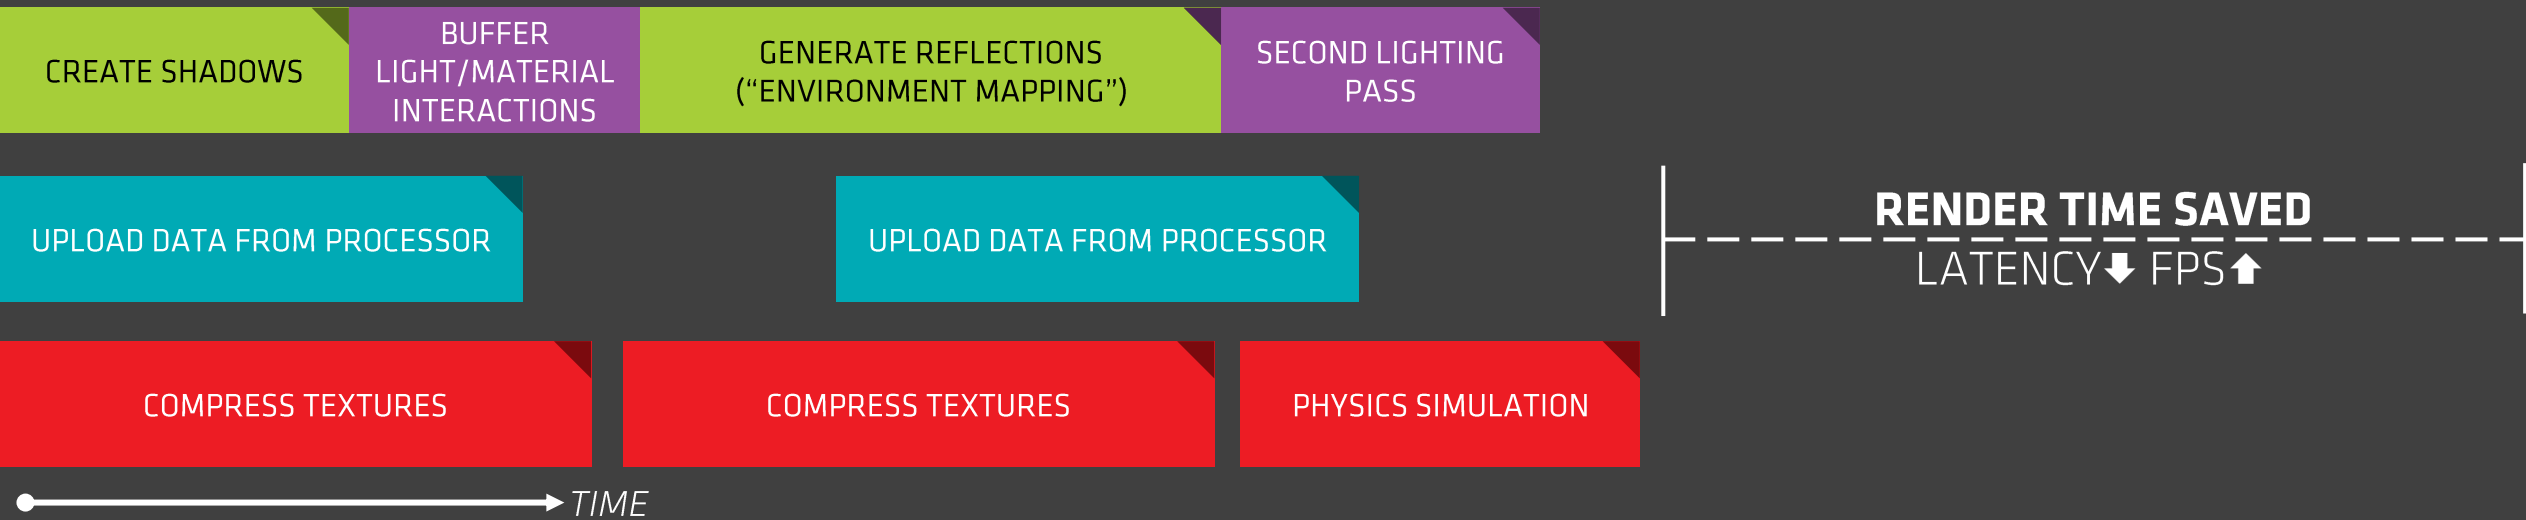 CREATE SHADOWS
BUFFER
LIGHT/MATERIAL
INTERACTIONS
GENERATE REFLECTIONS
(“ENVIRONMENT MAPPING”)
SECOND LIGHTING
PASS
UPLOAD DATA FROM PROCESSOR
UPLOAD DATA FROM PROCESSOR
RENDER TIME SAVED
LATENCY⬇ FPS⬆
COMPRESS TEXTURES
COMPRESS TEXTURES
PHYSICS SIMULATION
TIME